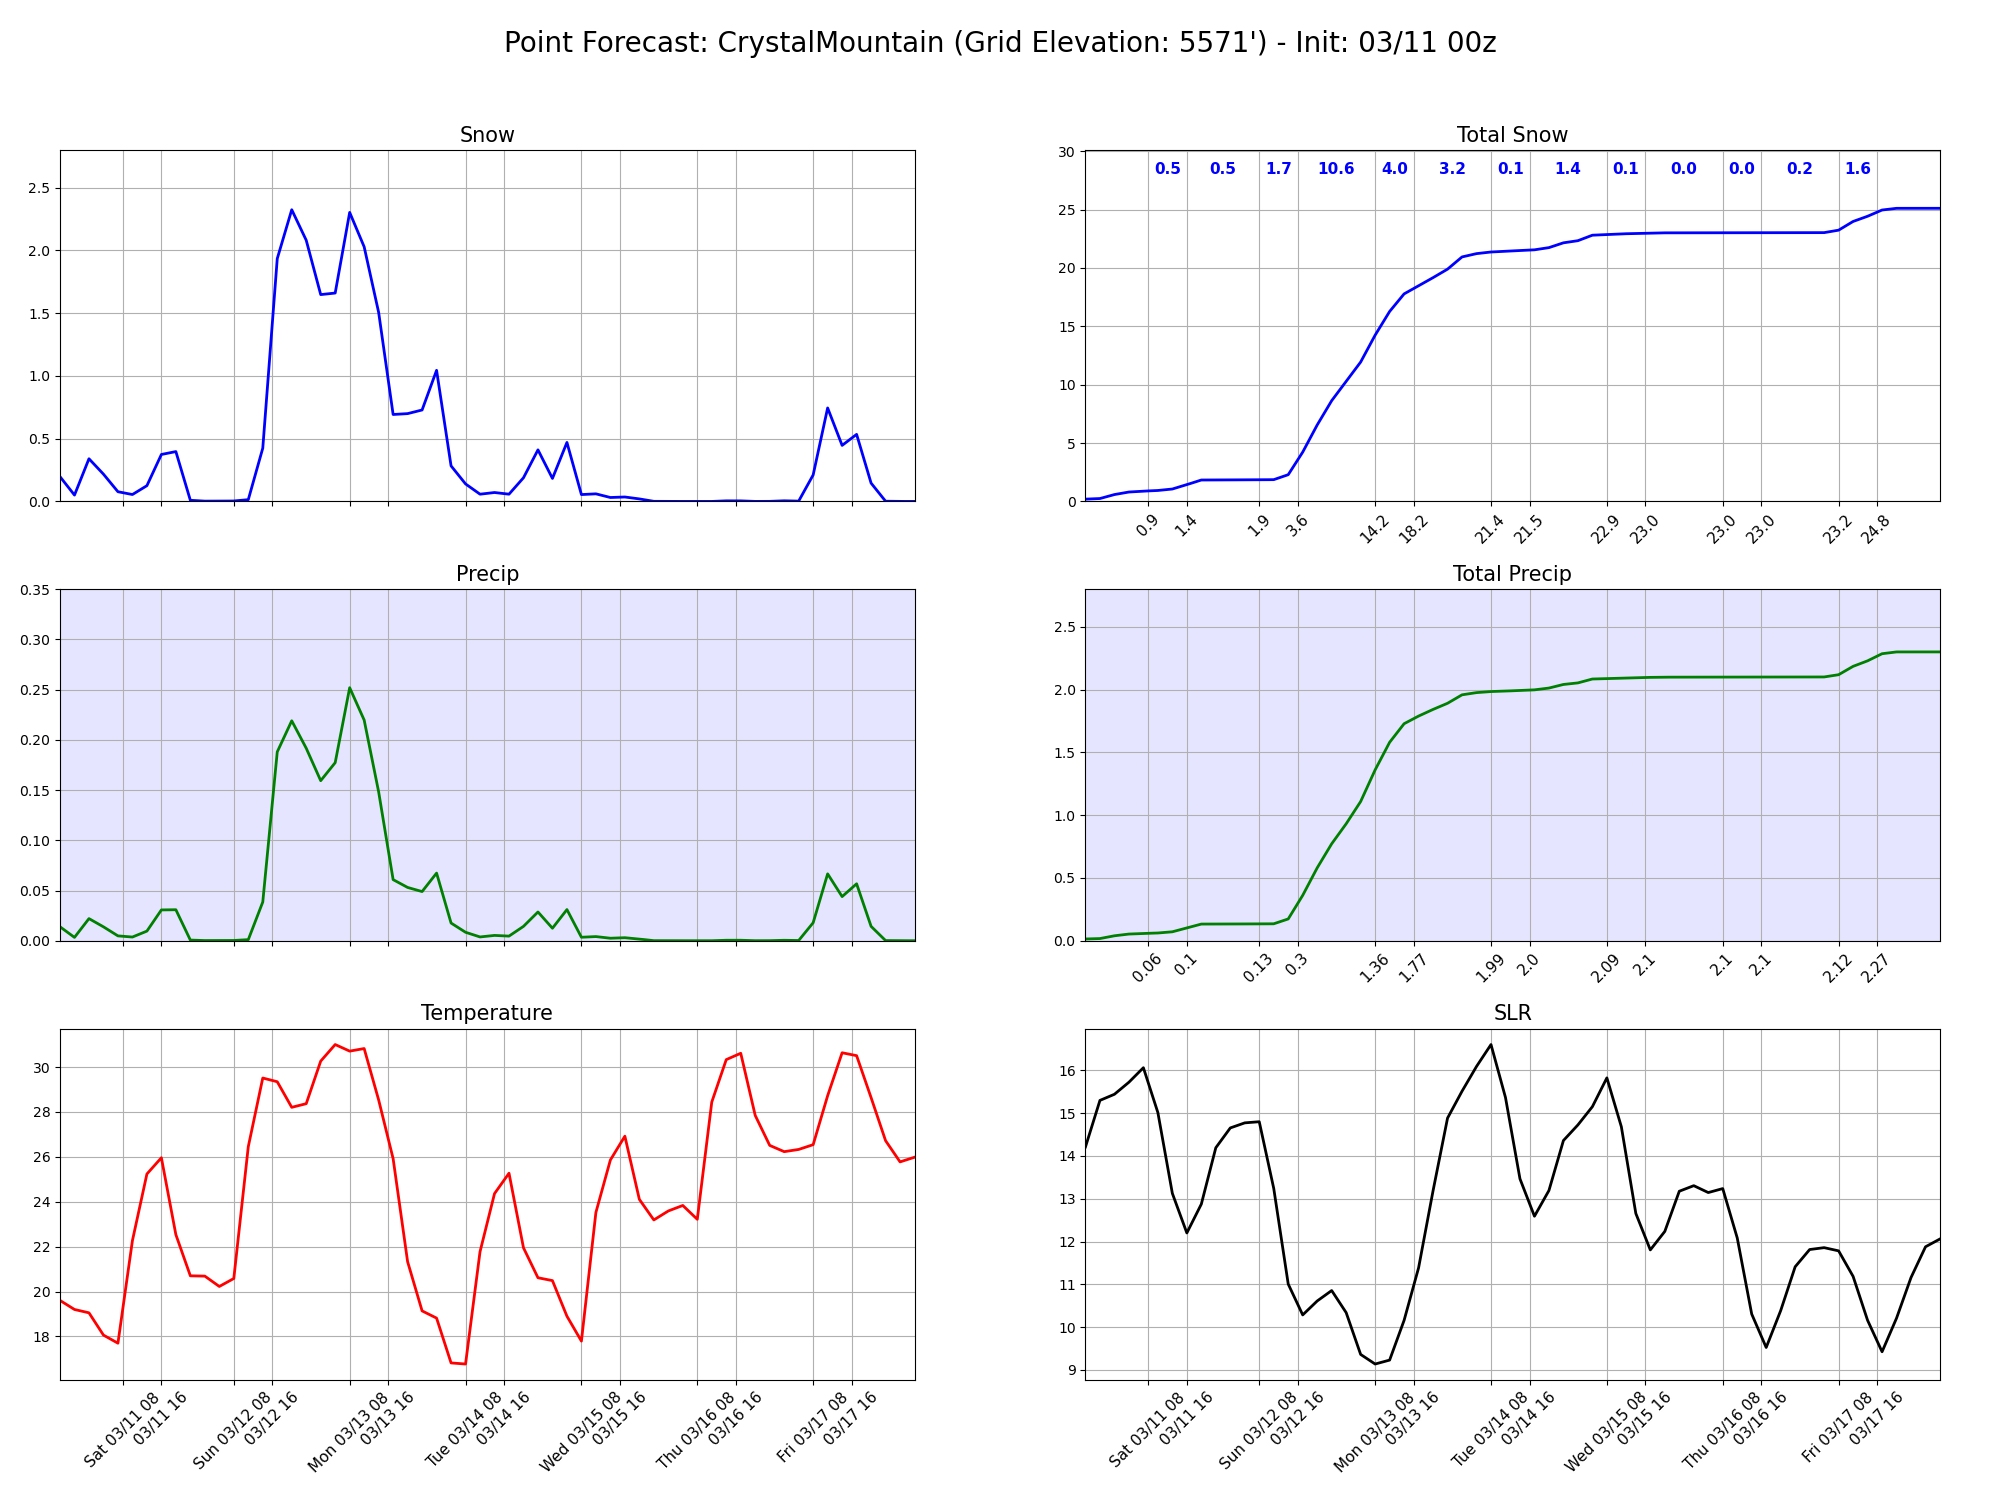 Point Forecast: CrystalMountain (Grid Elevation: 5571') - Init: 03/11 00z
Snow
2.5
2.0
1.5
1.0
0.5
0.0
Total Snow
30
25
20
15
10
5
0
0.5 0.5 1.7 10.6 4.0 3.2 0.1 1.4 0.1 0.0 0.0 0.2 1.6
0.9 1.4 1.9 3.6 14.2 18.2 21.4 21.5 22.9 23.0 23.0 23.0 23.2 24.8
Precip
0.35
0.30
0.25
0.20
0.15
0.10
0.05
0.00
Total Precip
2.5
2.0
1.5
1.0
0.5
0.0
0.06 0.1 0.13 0.3 1.36 1.77 1.99 2.0 2.09 2.1 2.1 2.1 2.12 2.27
Temperature
30
28
26
24
22
20
18
Sat 03/11 08
03/11 16
Sun 03/12 08
03/12 16
Mon 03/13 08
03/13 16
Tue 03/14 08
03/14 16
Wed 03/15 08
03/15 16
Thu 03/16 08
03/16 16
Fri 03/17 08
03/17 16
SLR
16
15
14
13
12
11
10
9
Sat 03/11 08
03/11 16
Sun 03/12 08
03/12 16
Mon 03/13 08
03/13 16
Tue 03/14 08
03/14 16
Wed 03/15 08
03/15 16
Thu 03/16 08
03/16 16
Fri 03/17 08
03/17 16